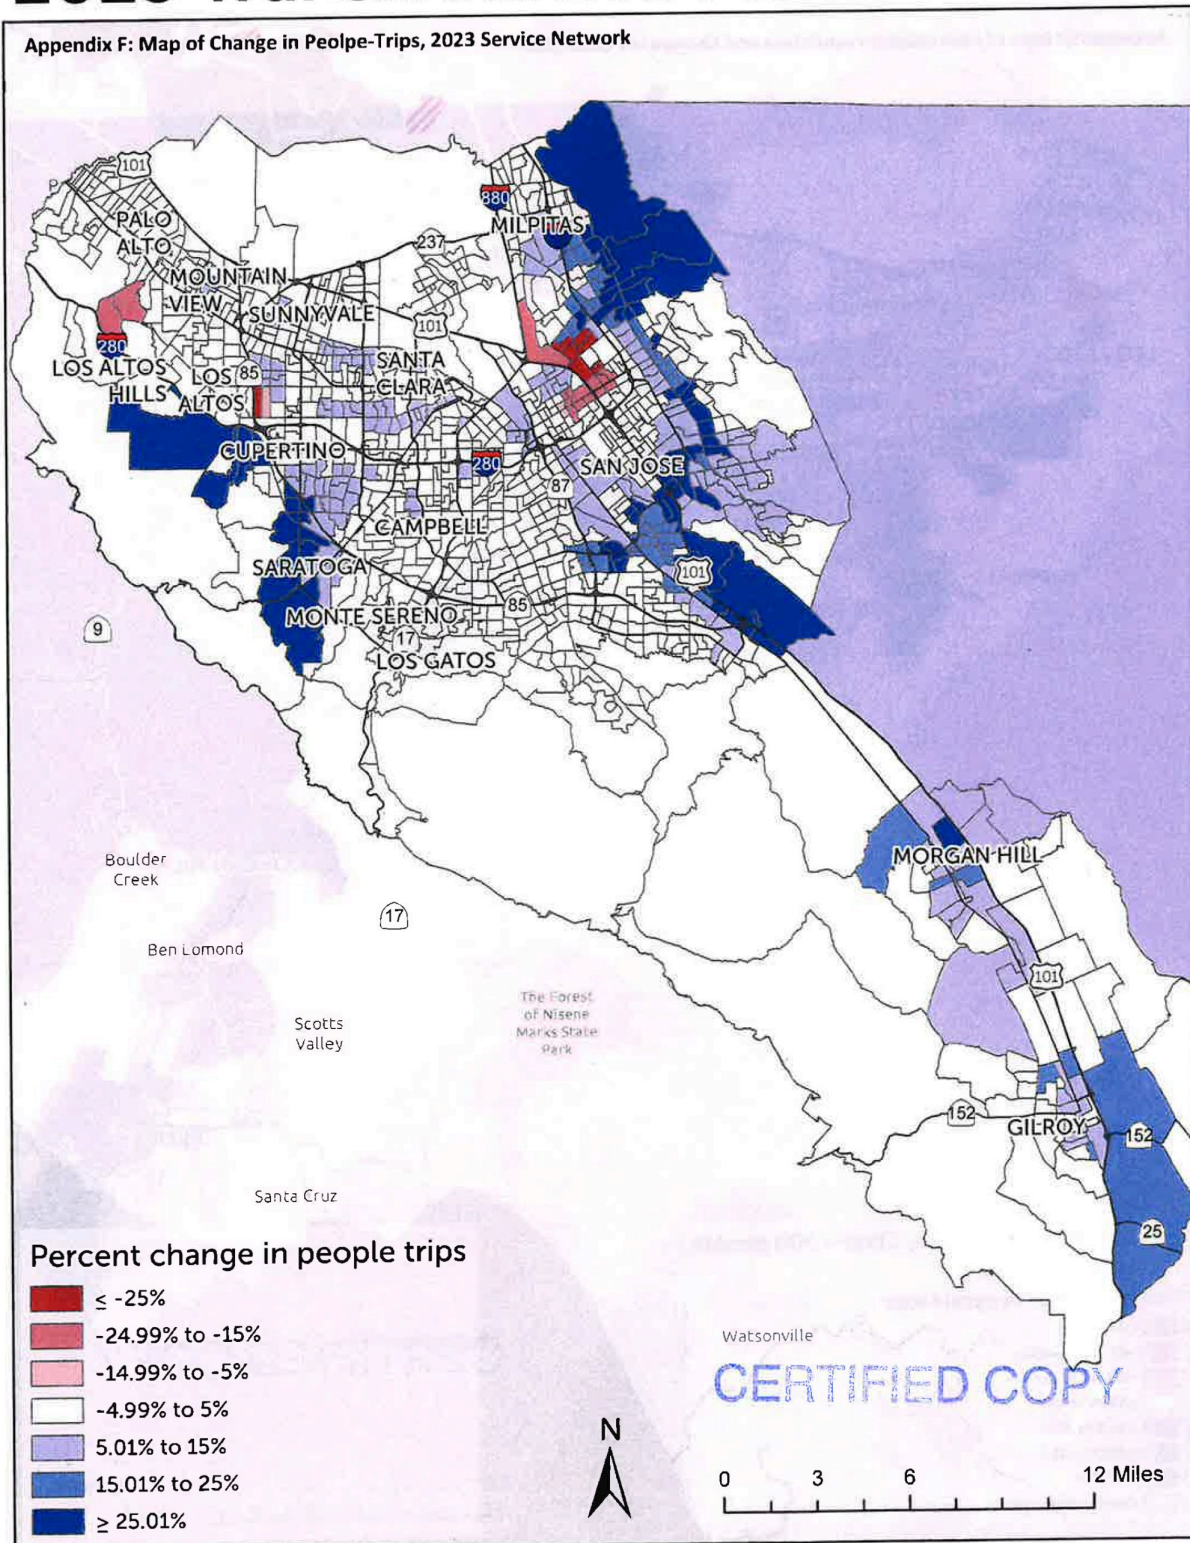 Appendix F: Map of Change in Peolpe-Trips, 2023 Service Network
101
880
PALO
ALTO
MILPITAS
237
MOUNTAIN
VIEW
SUNNYVALE
101
280
LOS ALTOS
HILLS
LOS
ALTOS
85
SANTA
CLARA
CUPERTINO
280
SAN JOSE
87
CAMPBELL
SARATOGA
101
85
MONTE SERENO
9
17
LOS GATOS
MORGAN HILL
Boulder
Creek
17
Ben Lomond
101
The Forest
of Nisene
Marks State
Park
Scotts
Valley
152
GILROY
152
Santa Cruz
25
Percent change in people trips
≤ -25%
-24.99% to -15%
-14.99% to -5%
-4.99% to 5%
5.01% to 15%
15.01% to 25%
≥ 25.01%
Watsonville
CERTIFIED COPY
N
0 3 6 12 Miles